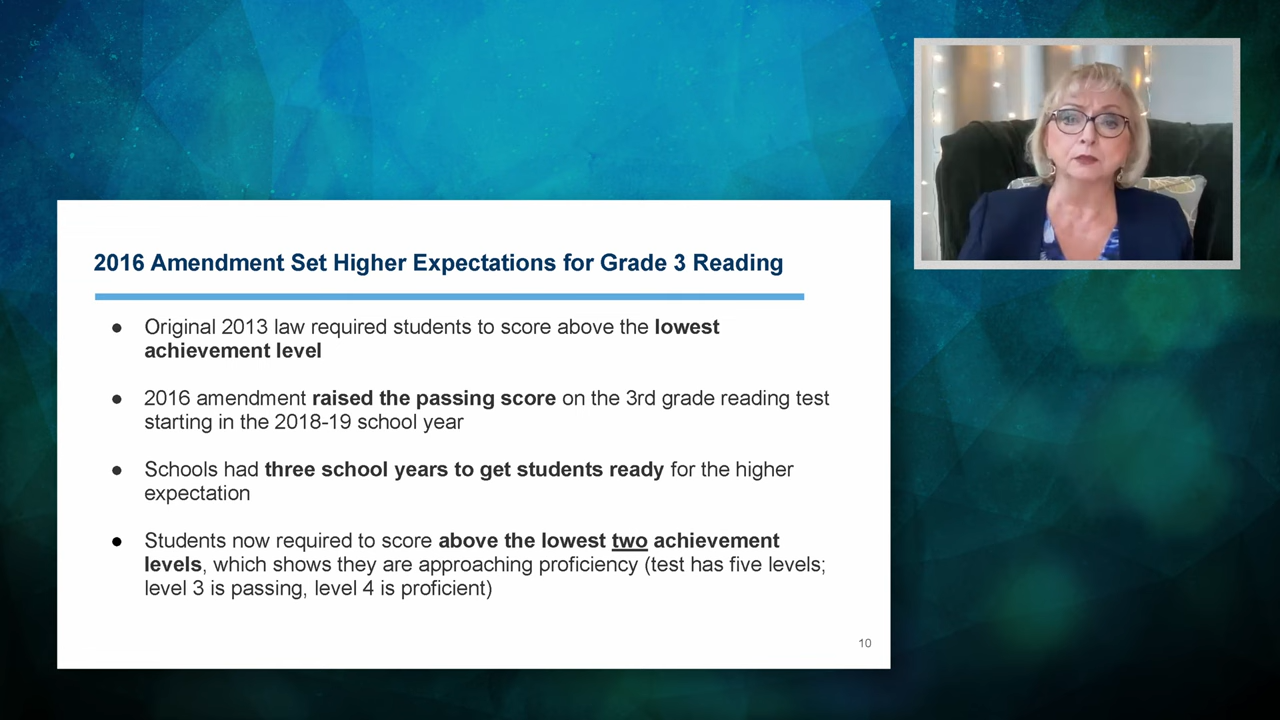 2016 Amendment Set Higher Expectations for Grade 3 Reading
● Original 2013 law required students to score above the lowest
achievement level
● 2016 amendment raised the passing score on the 3rd grade reading test
starting in the 2018-19 school year
● Schools had three school years to get students ready for the higher
expectation
● Students now required to score above the lowest two achievement
levels, which shows they are approaching proficiency (test has five levels;
level 3 is passing, level 4 is proficient)
10